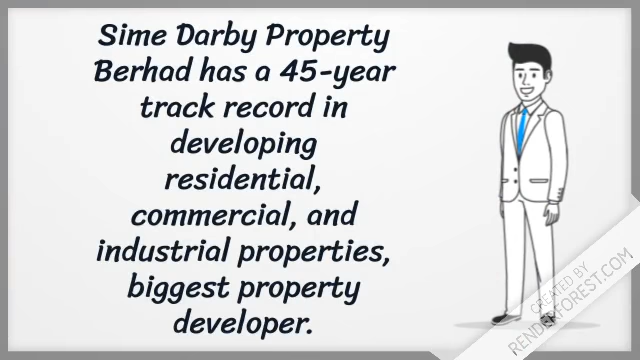 Sime Darby Property
Berhad has a 45-year
track record in
developing
residential,
commercial, and
industrial properties,
biggest property
developer.
CREATED BY
RENDERFOREST.COM